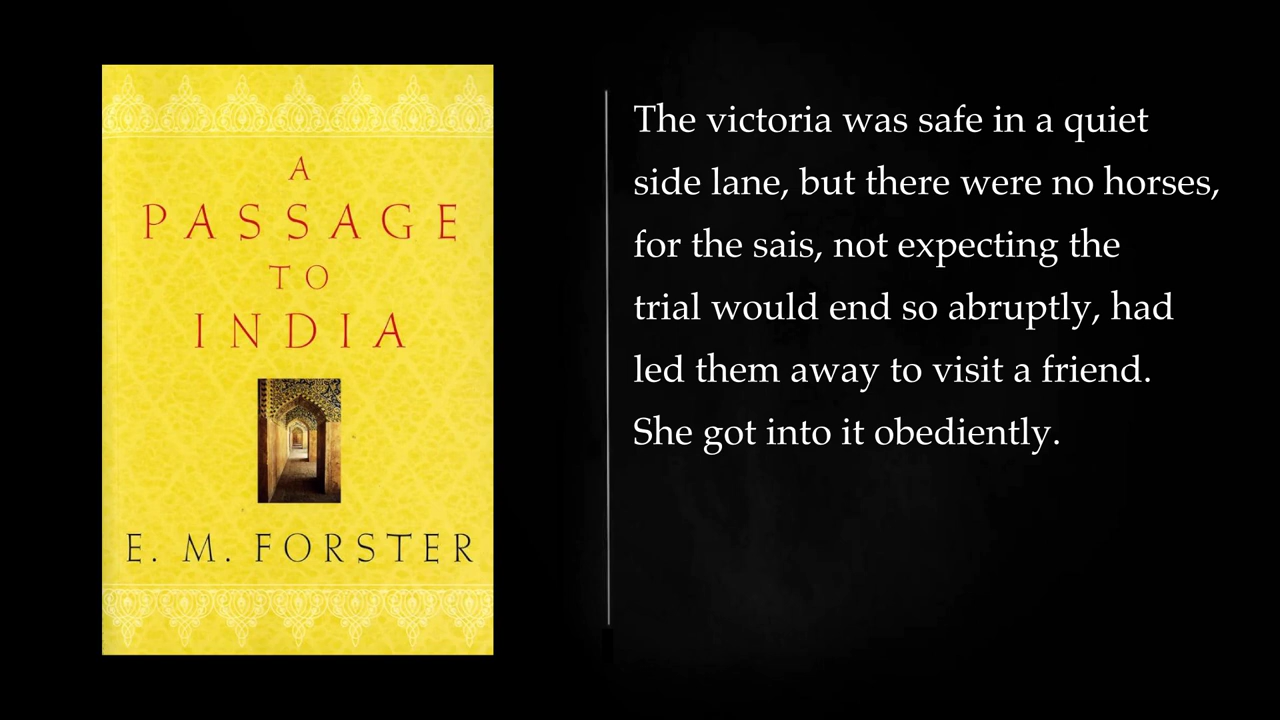 A
PASSAGE
TO
INDIA
E. M. FORSTER
The victoria was safe in a quiet
side lane, but there were no horses,
for the sais, not expecting the
trial would end so abruptly, had
led them away to visit a friend.
She got into it obediently.